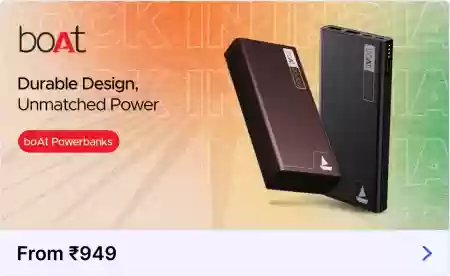 boAt
Durable Design,
Unmatched Power
boAt Powerbanks
From ₹949